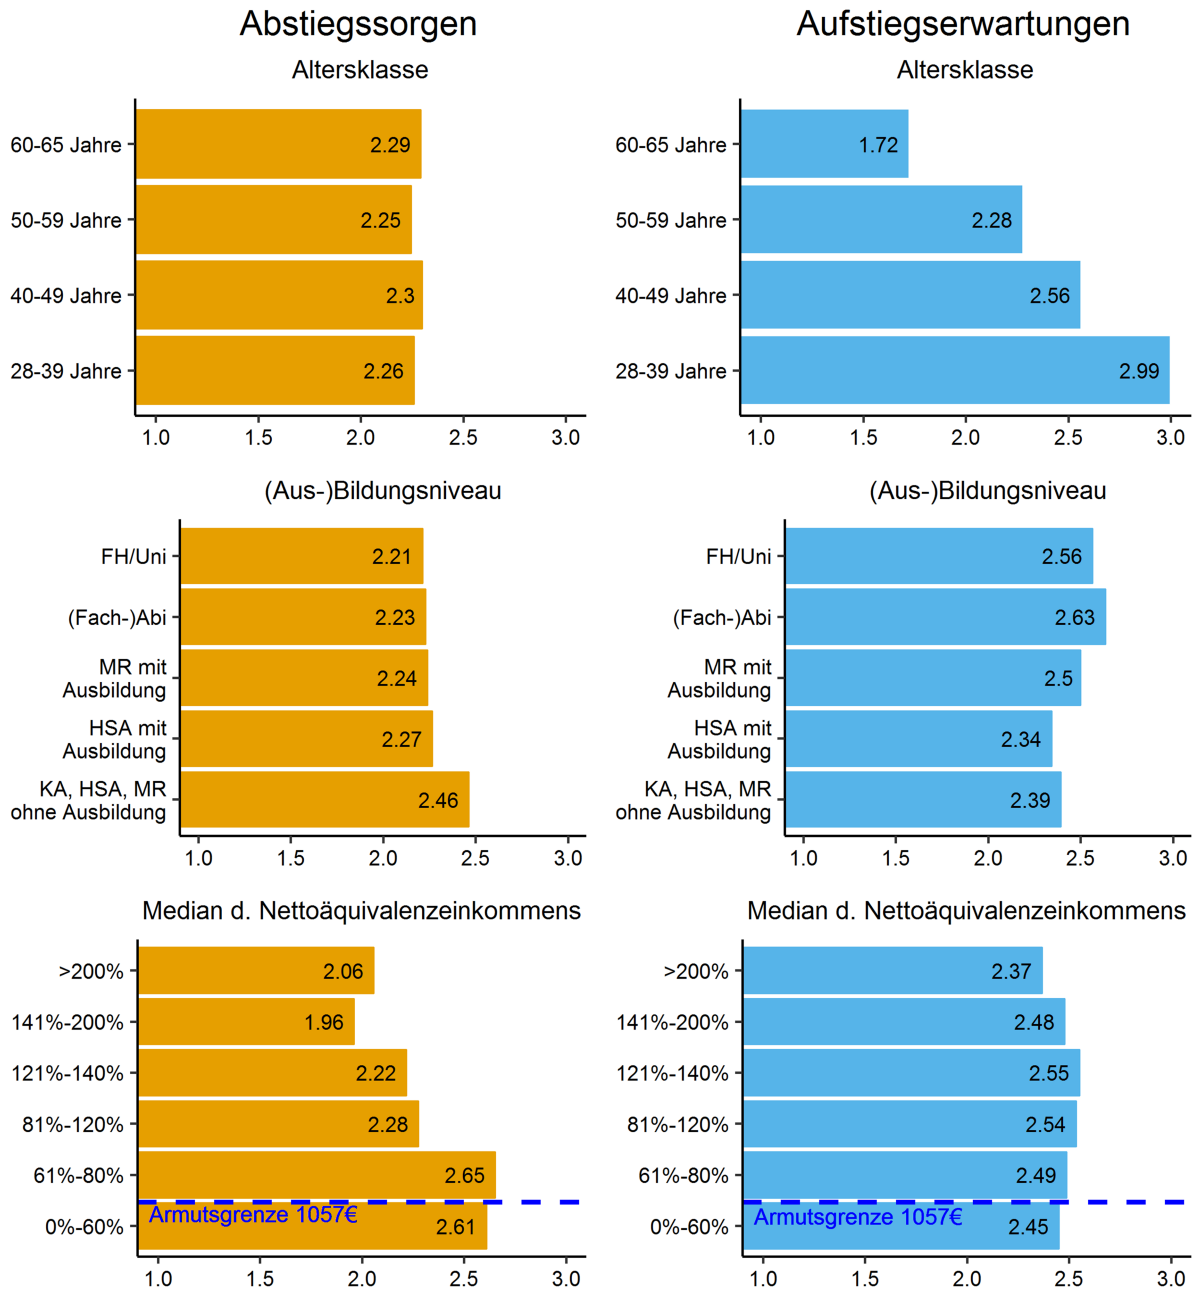 Abstiegssorgen
Altersklasse
60-65 Jahre
2.29
50-59 Jahre
2.25
40-49 Jahre
2.3
28-39 Jahre
2.26
1.0 1.5 2.0 2.5 3.0
Aufstiegserwartungen
Altersklasse
60-65 Jahre
1.72
50-59 Jahre
2.28
40-49 Jahre
2.56
28-39 Jahre
2.99
1.0 1.5 2.0 2.5 3.0
(Aus-)Bildungsniveau
FH/Uni
2.21
(Fach-)Abi
2.23
MR mit
Ausbildung
2.24
HSA mit
Ausbildung
2.27
KA, HSA, MR
ohne Ausbildung
2.46
1.0 1.5 2.0 2.5 3.0
(Aus-)Bildungsniveau
FH/Uni
2.56
(Fach-)Abi
2.63
MR mit
Ausbildung
2.5
HSA mit
Ausbildung
2.34
KA, HSA, MR
ohne Ausbildung
2.39
1.0 1.5 2.0 2.5 3.0
Median d. Nettoäquivalenzeinkommens
>200%
2.06
141%-200%
1.96
121%-140%
2.22
81%-120%
2.28
61%-80%
2.65
Armutsgrenze 1057€
0%-60%
2.61
1.0 1.5 2.0 2.5 3.0
Median d. Nettoäquivalenzeinkommens
>200%
2.37
141%-200%
2.48
121%-140%
2.55
81%-120%
2.54
61%-80%
2.49
Armutsgrenze 1057€
0%-60%
2.45
1.0 1.5 2.0 2.5 3.0